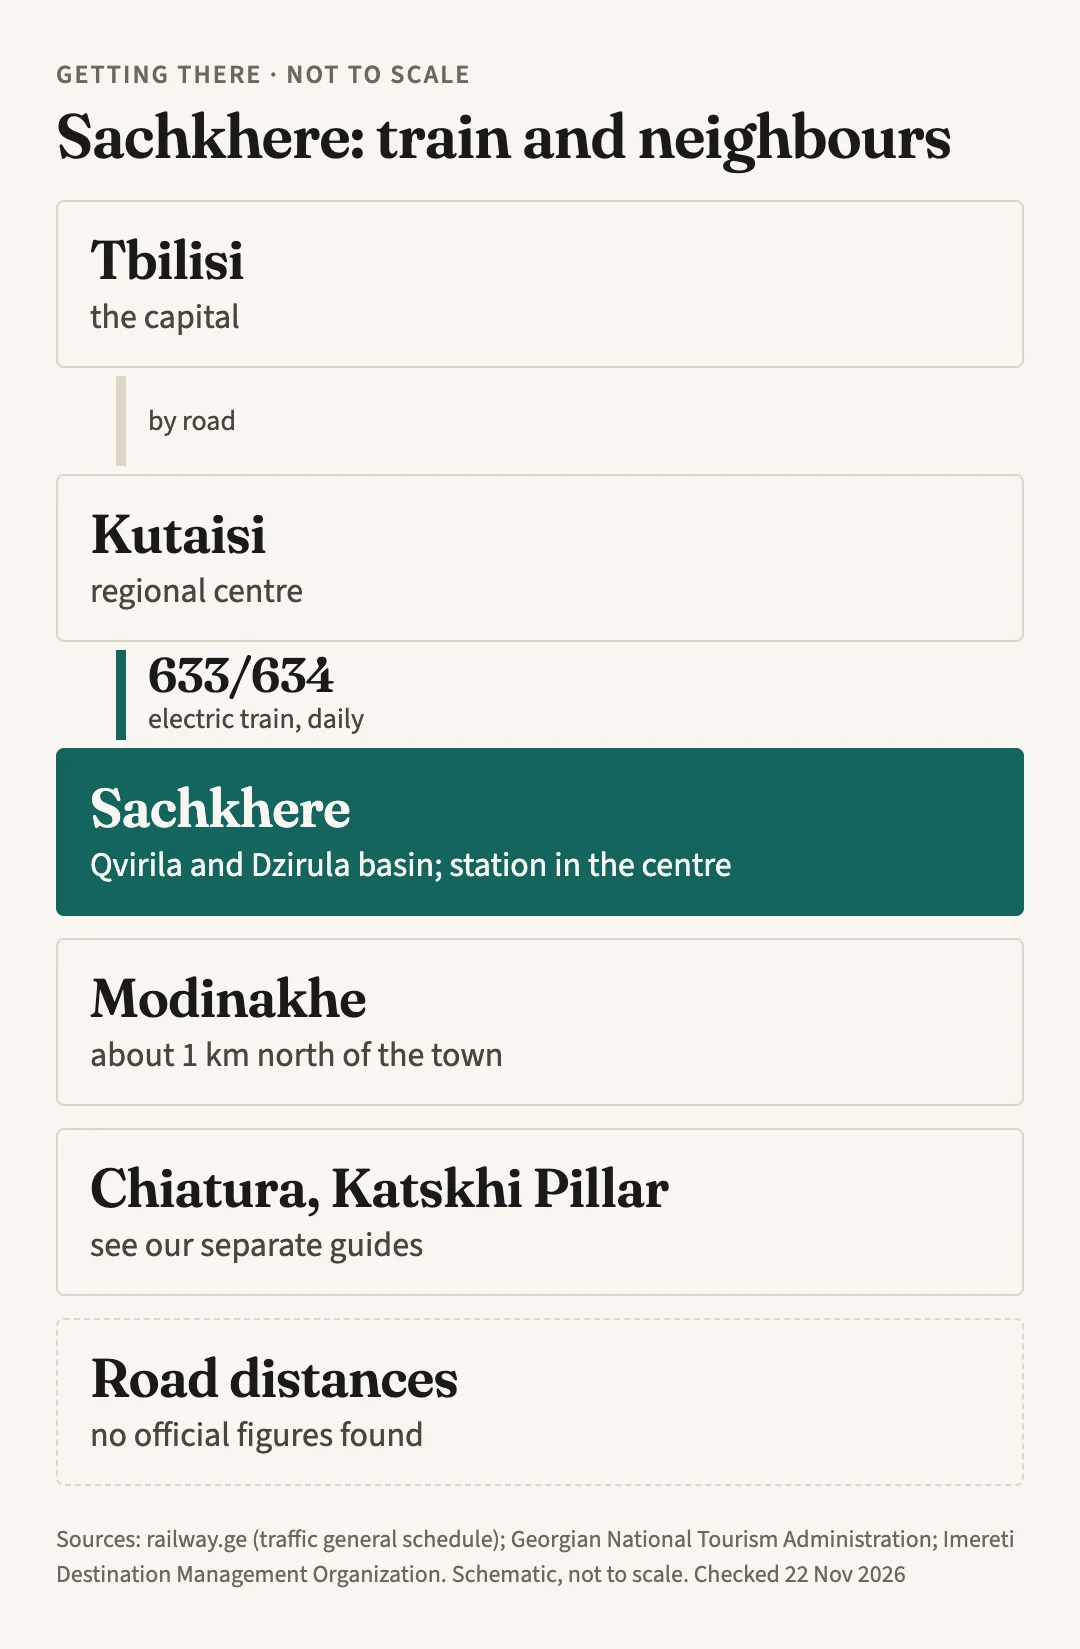 GETTING THERE · NOT TO SCALE
Sachkhere: train and neighbours
Tbilisi
the capital
by road
Kutaisi
regional centre
633/634
electric train, daily
Sachkhere
Qvirila and Dzirula basin; station in the centre
Modinakhe
about 1 km north of the town
Chiatura, Katskhi Pillar
see our separate guides
Road distances
no official figures found
Sources: railway.ge (traffic general schedule); Georgian National Tourism Administration; Imereti
Destination Management Organization. Schematic, not to scale. Checked 22 Nov 2026